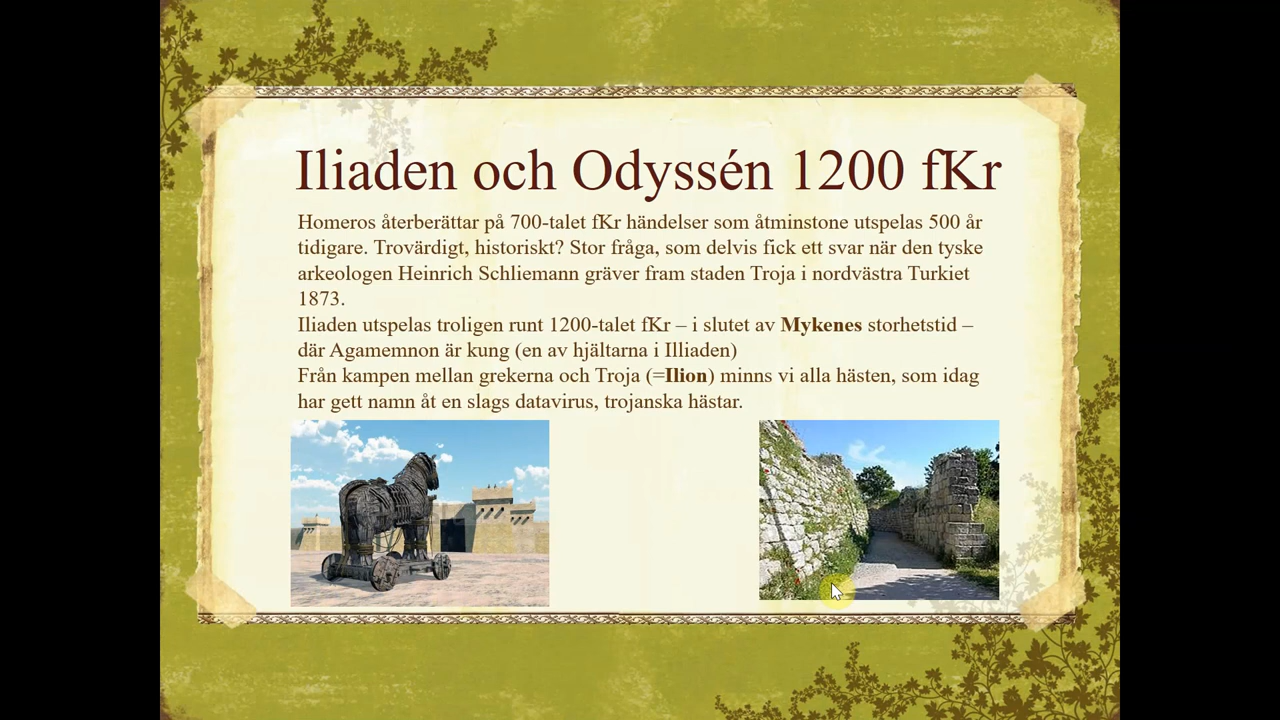 Iliaden och Odyssén 1200 fKr
Homeros återberättar på 700-talet fKr händelser som åtminstone utspelas 500 år
tidigare. Trovärdigt, historiskt? Stor fråga, som delvis fick ett svar när den tyske
arkeologen Heinrich Schliemann gräver fram staden Troja i nordvästra Turkiet
1873.
Iliaden utspelas troligen runt 1200-talet fKr – i slutet av Mykenes storhetstid –
där Agamemnon är kung (en av hjältarna i Illiaden)
Från kampen mellan grekerna och Troja (=Ilion) minns vi alla hästen, som idag
har gett namn åt en slags datavirus, trojanska hästar.